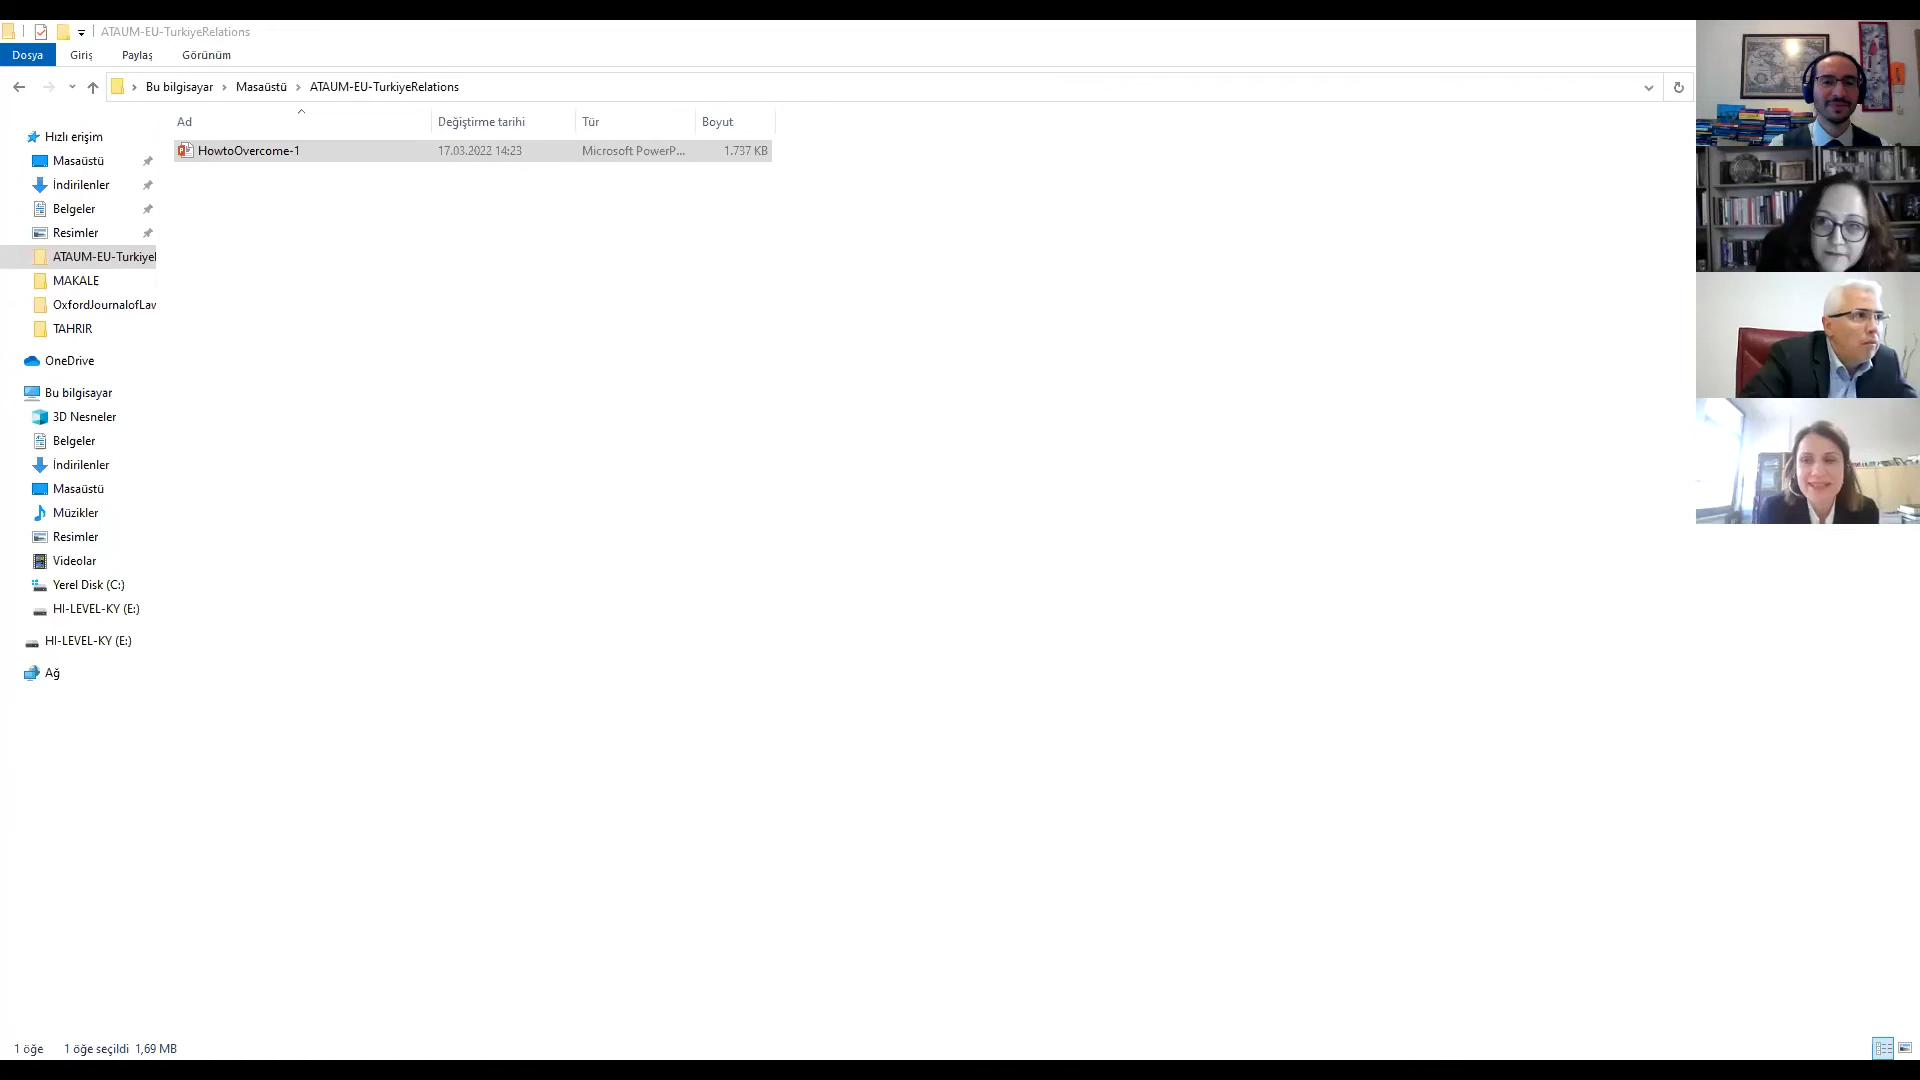 ATAUM-EU-TurkiyeRelations
Dosya Giriş Paylaş Görünüm
Bu bilgisayar Masaüstü ATAUM-EU-TurkiyeRelations
Ad Değiştirme tarihi Tür Boyut
HowtoOvercome-1 17.03.2022 14:23 Microsoft PowerP... 1.737 KB
Hızlı erişim
Masaüstü
İndirilenler
Belgeler
Resimler
ATAUM-EU-Turkiyel
MAKALE
OxfordJournalofLav
TAHRIR
OneDrive
Bu bilgisayar
3D Nesneler
Belgeler
İndirilenler
Masaüstü
Müzikler
Resimler
Videolar
Yerel Disk (C:)
HI-LEVEL-KY (E:)
HI-LEVEL-KY (E:)
Ağ
1 öğe 1 öğe seçildi 1,69 MB